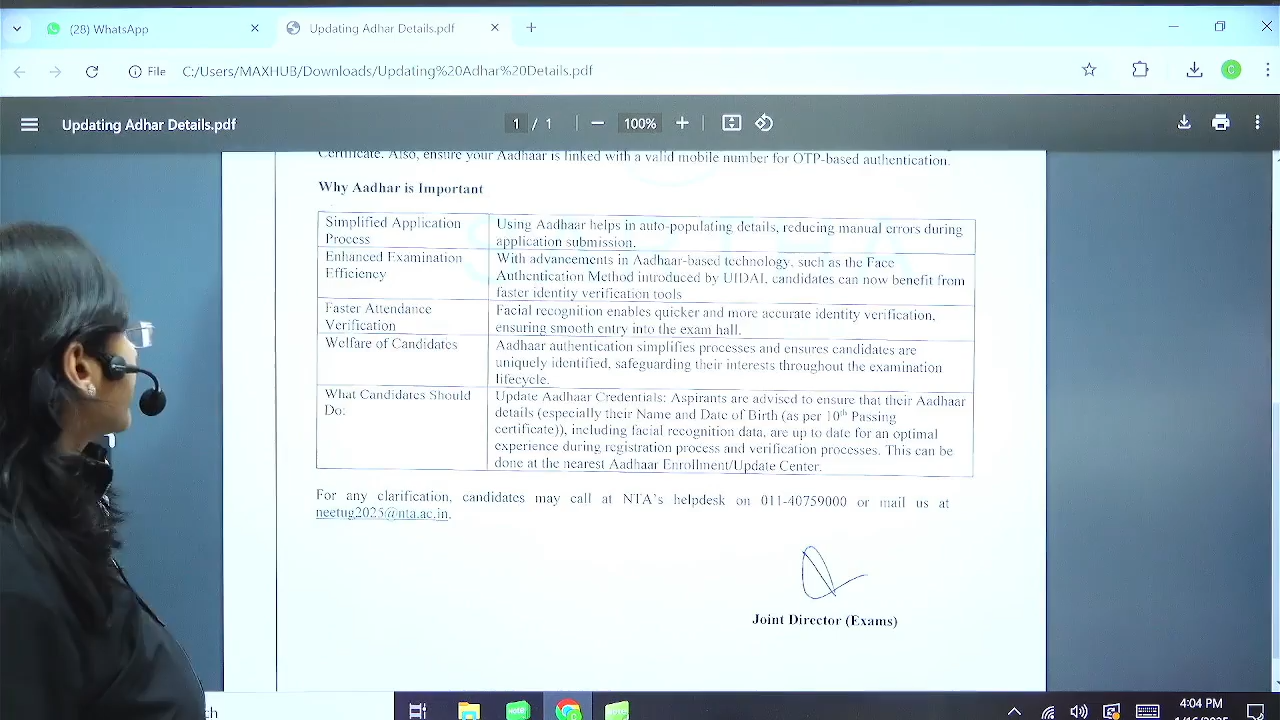 (28) WhatsApp
Updating Adhar Details.pdf
File C:/Users/MAXHUB/Downloads/Updating%20Adhar%20Details.pdf
C
Updating Adhar Details.pdf
1 / 1
100%
Certificate. Also, ensure your Aadhaar is linked with a valid mobile number for OTP-based authentication.
Why Aadhar is Important
Simplified Application
Process
Using Aadhaar helps in auto-populating details, reducing manual errors during
application submission.
Enhanced Examination
Efficiency
With advancements in Aadhaar-based technology, such as the Face
Authentication Method introduced by UIDAI, candidates can now benefit from
faster identity verification tools
Faster Attendance
Verification
Facial recognition enables quicker and more accurate identity verification,
ensuring smooth entry into the exam hall.
Welfare of Candidates
Aadhaar authentication simplifies processes and ensures candidates are
uniquely identified, safeguarding their interests throughout the examination
lifecycle.
What Candidates Should
Do:
Update Aadhaar Credentials: Aspirants are advised to ensure that their Aadhaar
details (especially their Name and Date of Birth (as per 10th Passing
certificate)), including facial recognition data, are up to date for an optimal
experience during registration process and verification processes. This can be
done at the nearest Aadhaar Enrollment/Update Center.
For any clarification, candidates may call at NTA's helpdesk on 011-40759000 or mail us at
neetug2025@nta.ac.in.
Joint Director (Exams)
4:04 PM